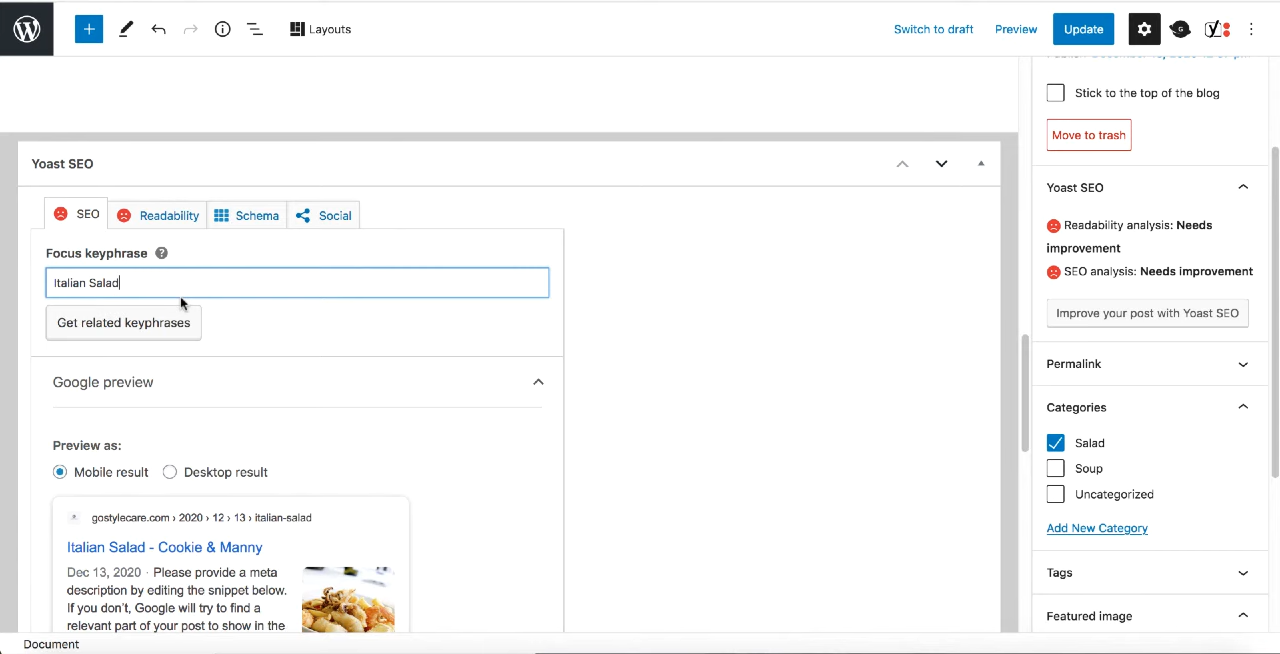 Layouts
Switch to draft
Preview
Update
Stick to the top of the blog
Move to trash
Yoast SEO
SEO
Readability
Schema
Social
Focus keyphrase
Italian Salad
Get related keyphrases
Google preview
Preview as:
Mobile result
Desktop result
gostylecare.com › 2020 › 12 › 13 › italian-salad
Italian Salad - Cookie & Manny
Dec 13, 2020 · Please provide a meta
description by editing the snippet below.
If you don't, Google will try to find a
relevant part of your post to show in the
Yoast SEO
Readability analysis: Needs
improvement
SEO analysis: Needs improvement
Improve your post with Yoast SEO
Permalink
Categories
Salad
Soup
Uncategorized
Add New Category
Tags
Featured image
Document